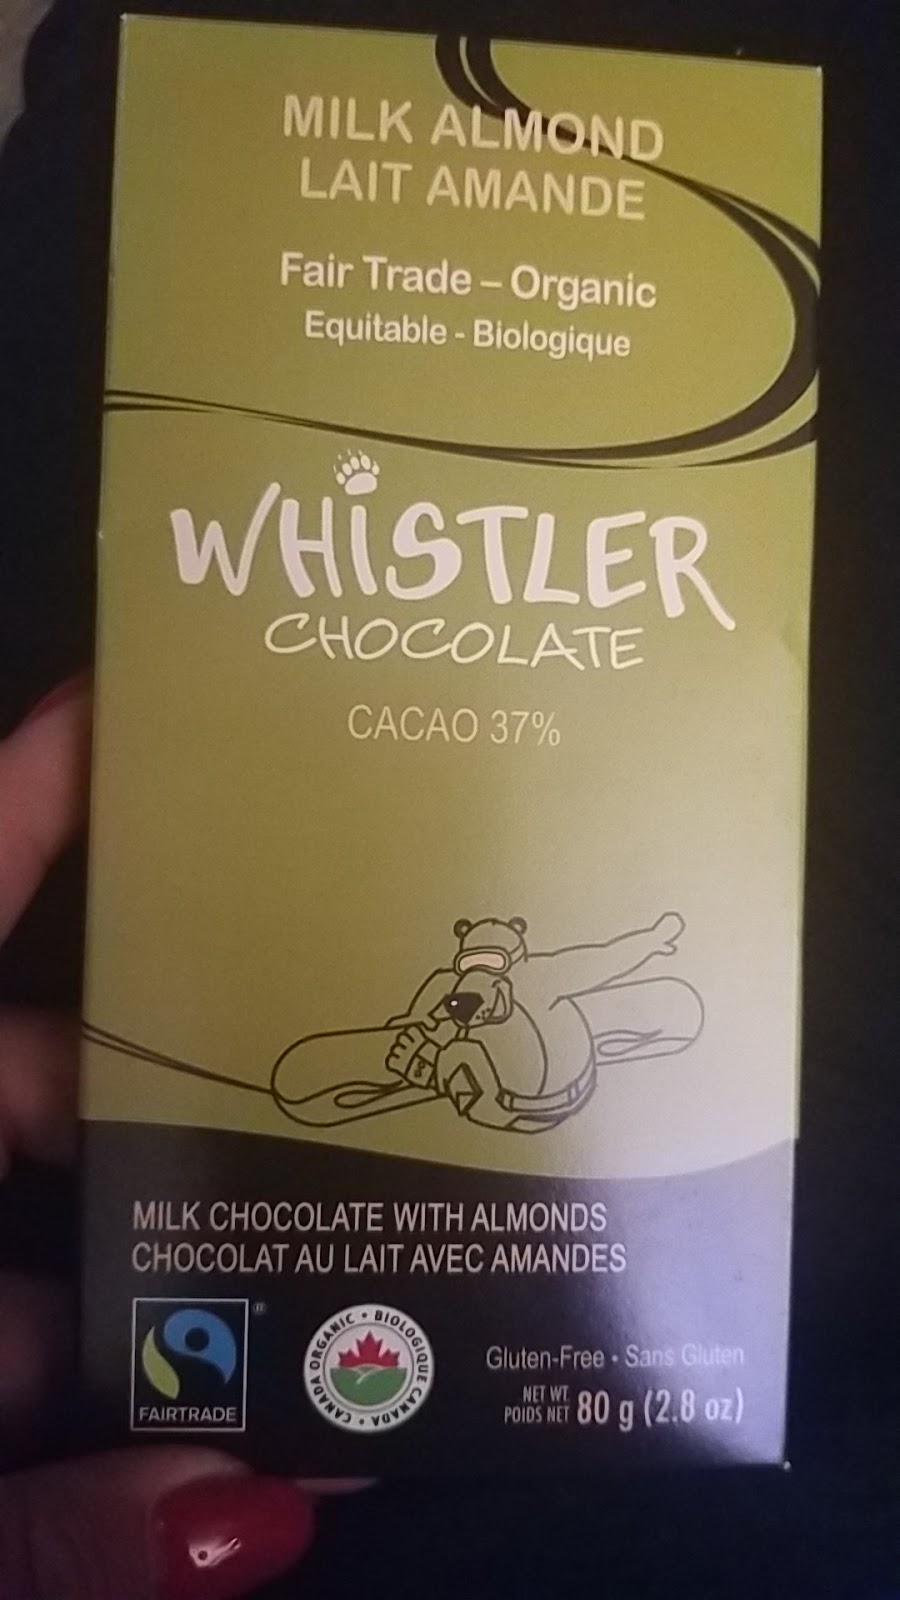 MILK ALMOND
LAIT AMANDE
Fair Trade – Organic
Equitable - Biologique
WHiSTLER
CHOCOLATE
CACAO 37%
MILK CHOCOLATE WITH ALMONDS
CHOCOLAT AU LAIT AVEC AMANDES
FAIRTRADE
®
CANADA ORGANIC • BIOLOGIQUE CANADA •
Gluten-Free • Sans Gluten
NET WT.
POIDS NET 80 g (2.8 oz)